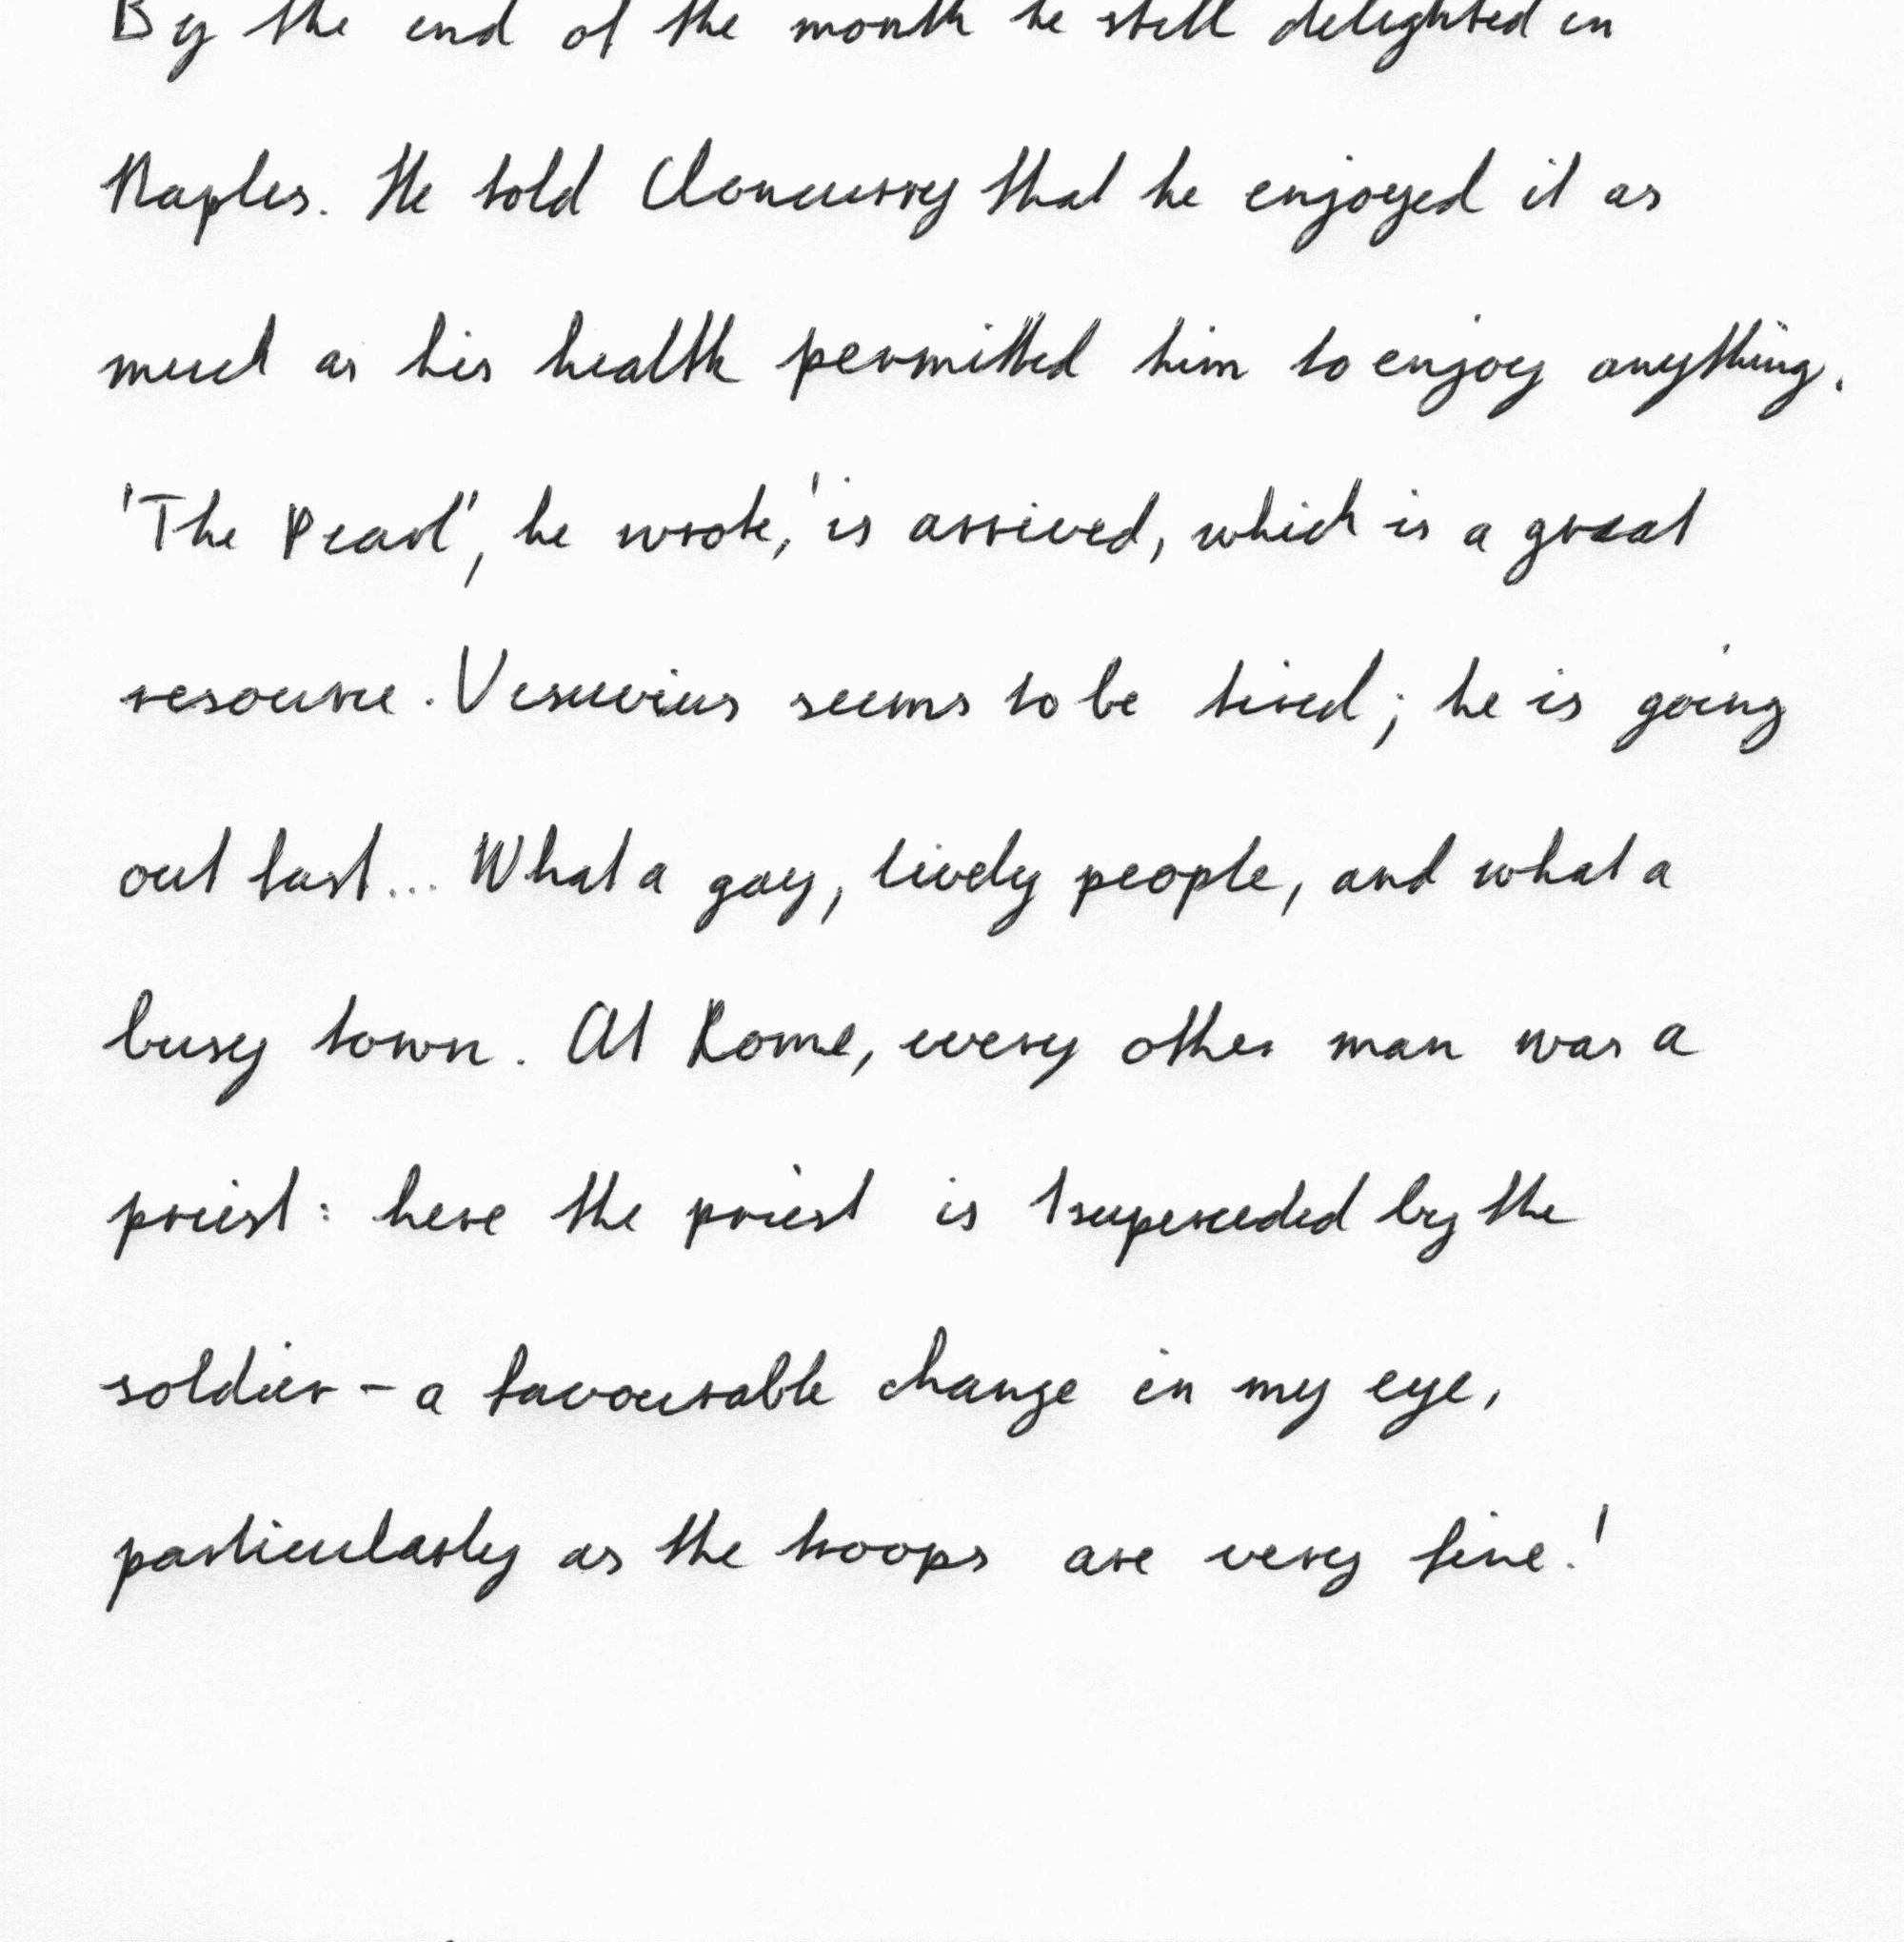 By the end of the month he still delighted in
Naples. He told Cloncurry that he enjoyed it as
much as his health permitted him to enjoy anything.
'The Pearl', he wrote, 'is arrived, which is a great
resource. Vesuvius seems to be tired; he is going
out fast... What a gay, lively people, and what a
busy town. At Rome, every other man was a
priest: here the priest is superceded by the
soldier - a favourable change in my eye,
particularly as the troops are very fine.'